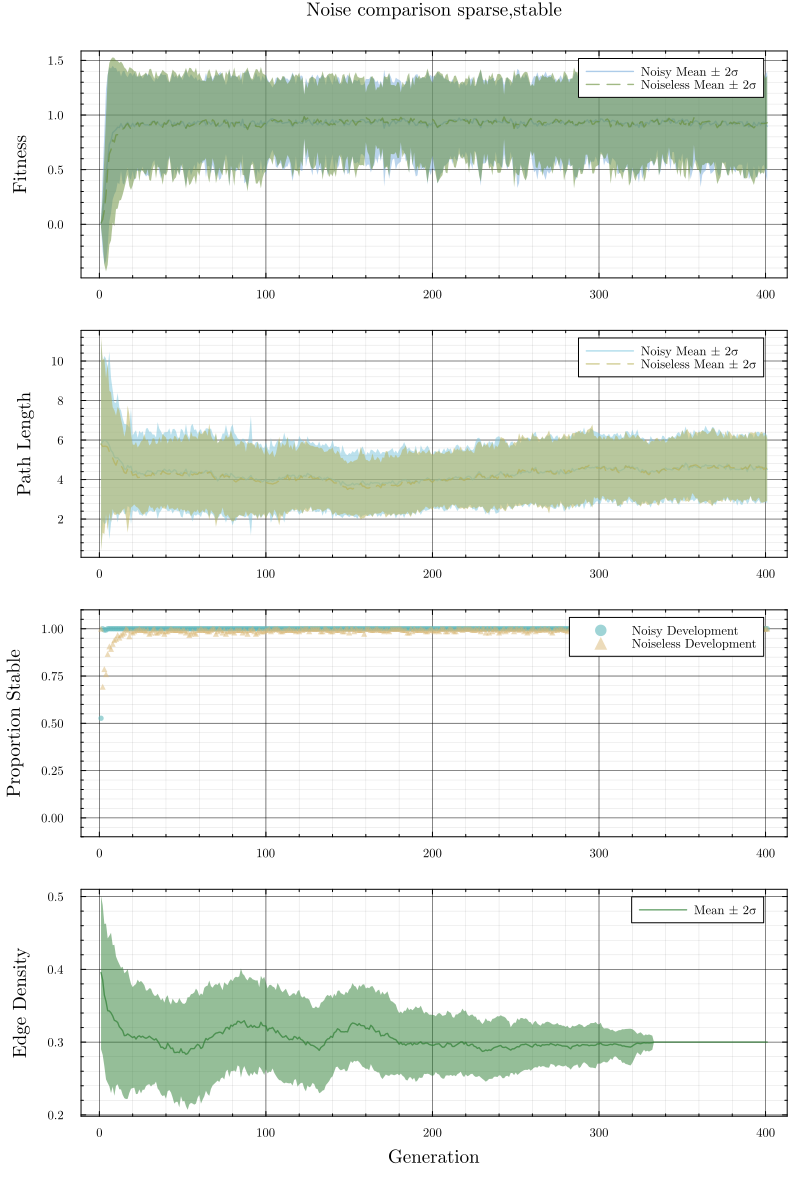 Noise comparison sparse,stable
1.5
1.0
0.5
0.0
Fitness
Noisy Mean ± 2σ
Noiseless Mean ± 2σ
0 100 200 300 400
10
8
6
4
2
Path Length
Noisy Mean ± 2σ
Noiseless Mean ± 2σ
0 100 200 300 400
1.00
0.75
0.50
0.25
0.00
Proportion Stable
Noisy Development
Noiseless Development
0 100 200 300 400
0.5
0.4
0.3
0.2
Edge Density
Mean ± 2σ
0 100 200 300 400
Generation